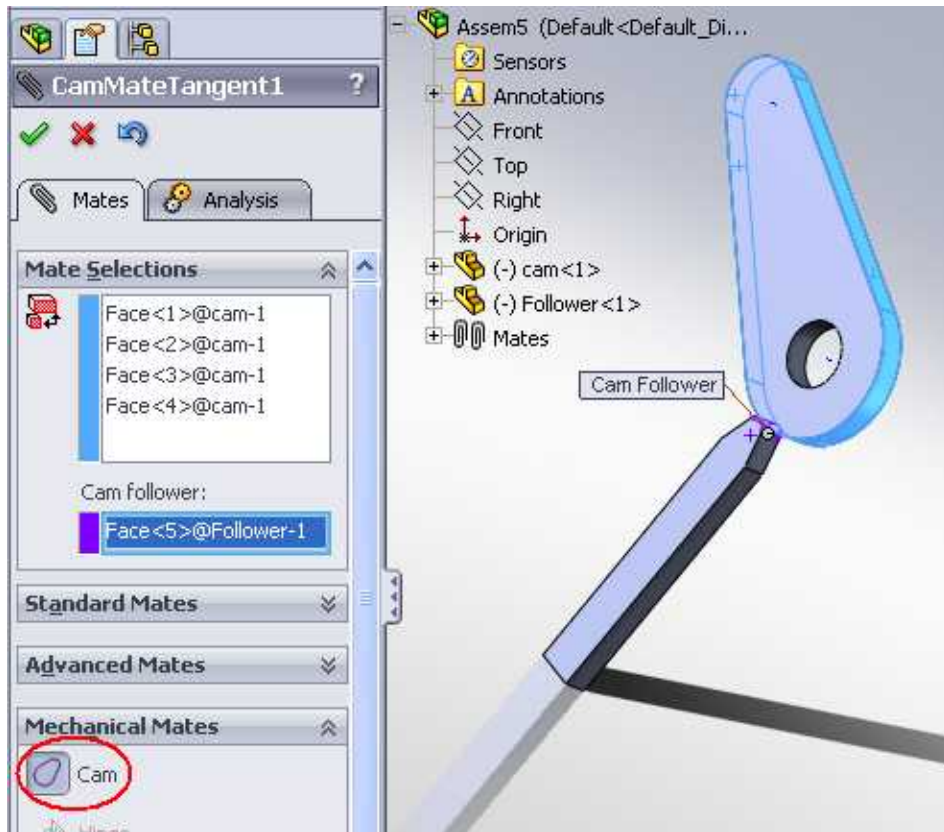 CamMateTangent1 ?
Mates
Analysis
Mate Selections
Face<1>@cam-1
Face<2>@cam-1
Face<3>@cam-1
Face<4>@cam-1
Cam follower:
Face<5>@Follower-1
Standard Mates
Advanced Mates
Mechanical Mates
Cam
Assem5 (Default<Default_Di...
Sensors
A Annotations
Front
Top
Right
Origin
(-) cam<1>
(-) Follower<1>
Mates
Cam Follower